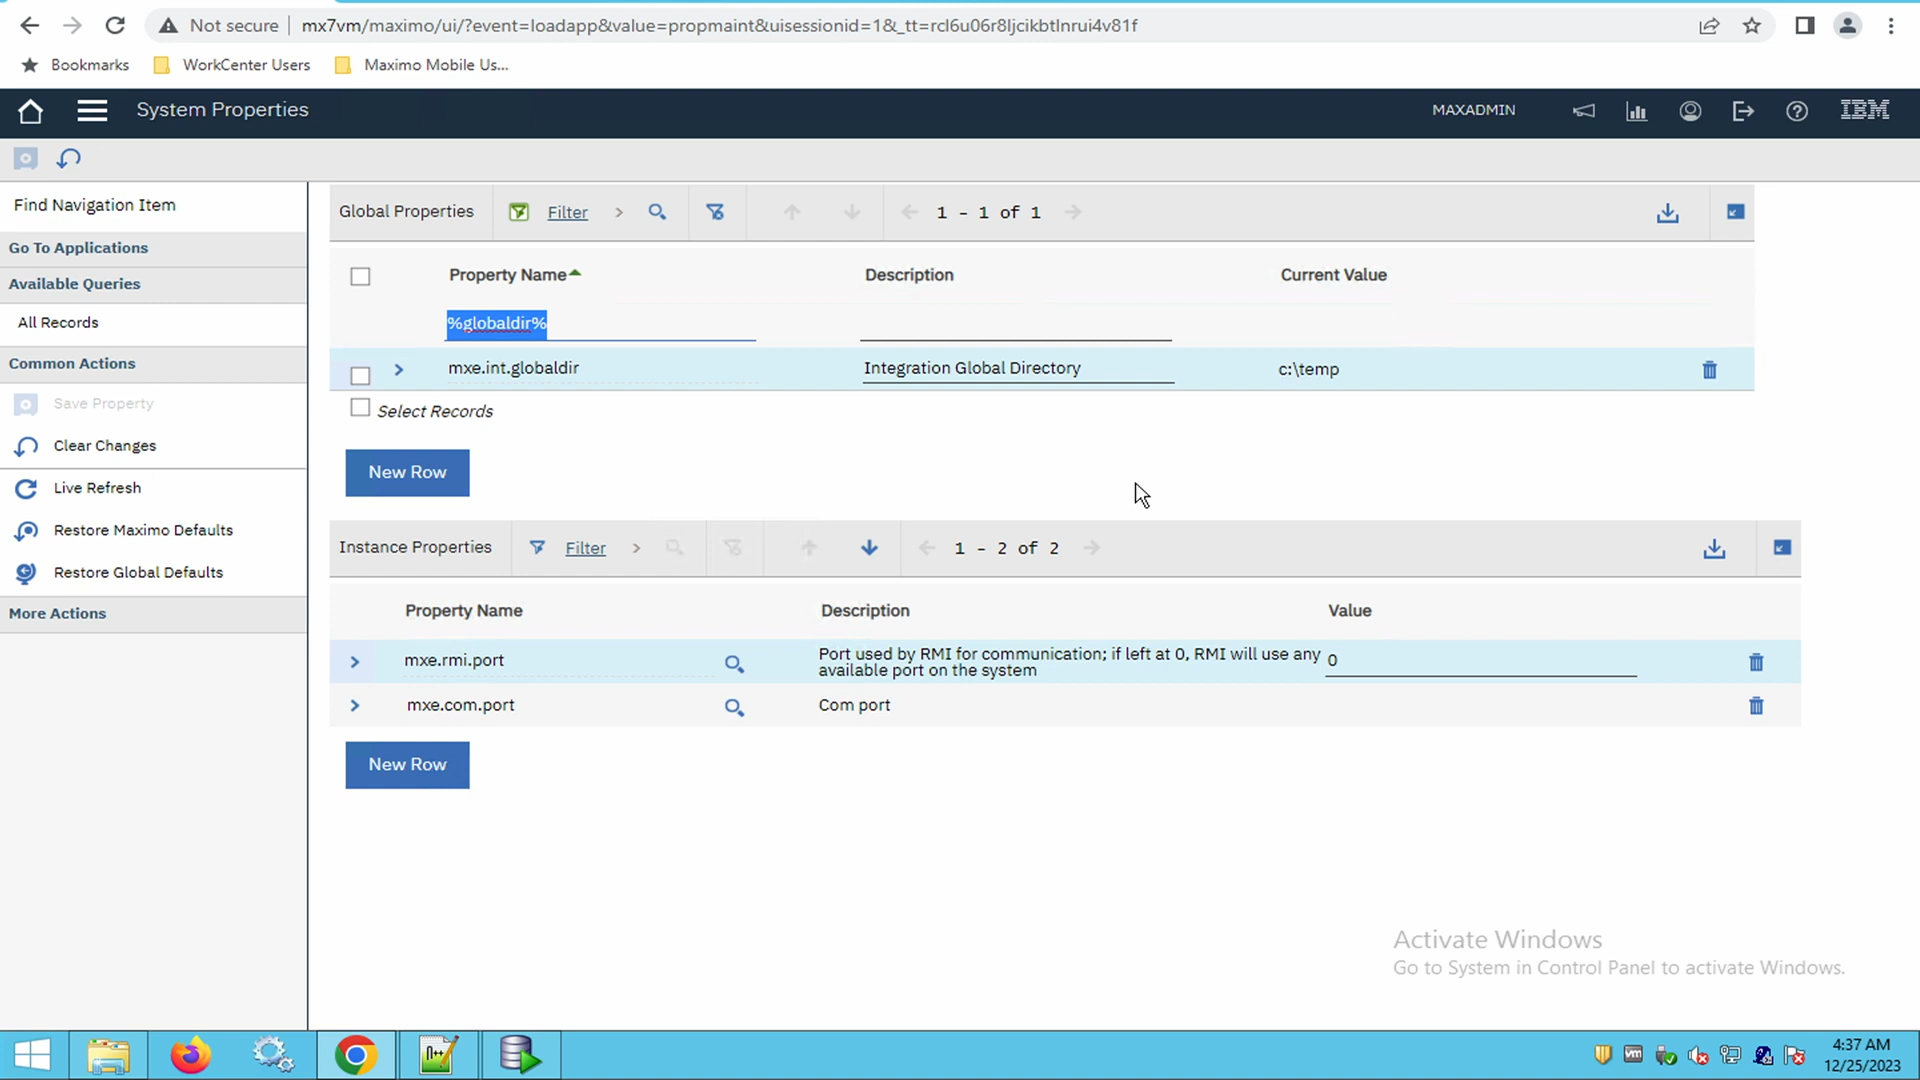 Not secure
mx7vm/maximo/ui/?event=loadapp&value=propmaint&uisessionid=1&_tt=rcl6u06r8ljcikbtlnrui4v81f
Bookmarks
WorkCenter Users
Maximo Mobile Us...
System Properties
MAXADMIN
IBM
Find Navigation Item
Go To Applications
Available Queries
All Records
Common Actions
Save Property
Clear Changes
Live Refresh
Restore Maximo Defaults
Restore Global Defaults
More Actions
Global Properties
Filter
1 - 1 of 1
Property Name
Description
Current Value
%globaldir%
mxe.int.globaldir
Integration Global Directory
c:\temp
Select Records
New Row
Instance Properties
Filter
1 - 2 of 2
Property Name
Description
Value
mxe.rmi.port
Port used by RMI for communication; if left at 0, RMI will use any
available port on the system
0
mxe.com.port
Com port
New Row
Activate Windows
Go to System in Control Panel to activate Windows.
4:37 AM
12/25/2023